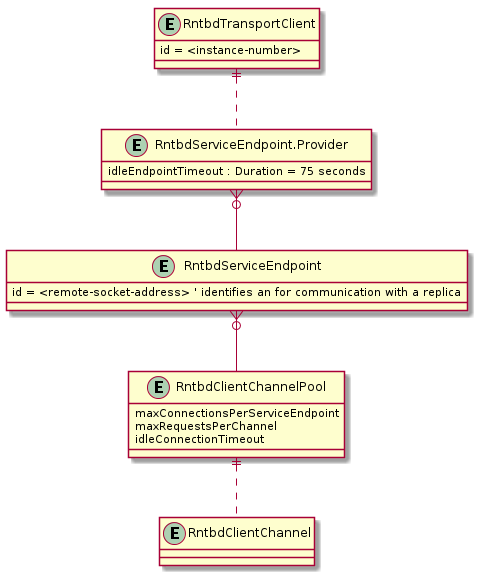 E RntbdTransportClient
id = <instance-number>
E RntbdServiceEndpoint.Provider
idleEndpointTimeout : Duration = 75 seconds
E RntbdServiceEndpoint
id = <remote-socket-address> ' identifies an for communication with a replica
E RntbdClientChannelPool
maxConnectionsPerServiceEndpoint
maxRequestsPerChannel
idleConnectionTimeout
E RntbdClientChannel